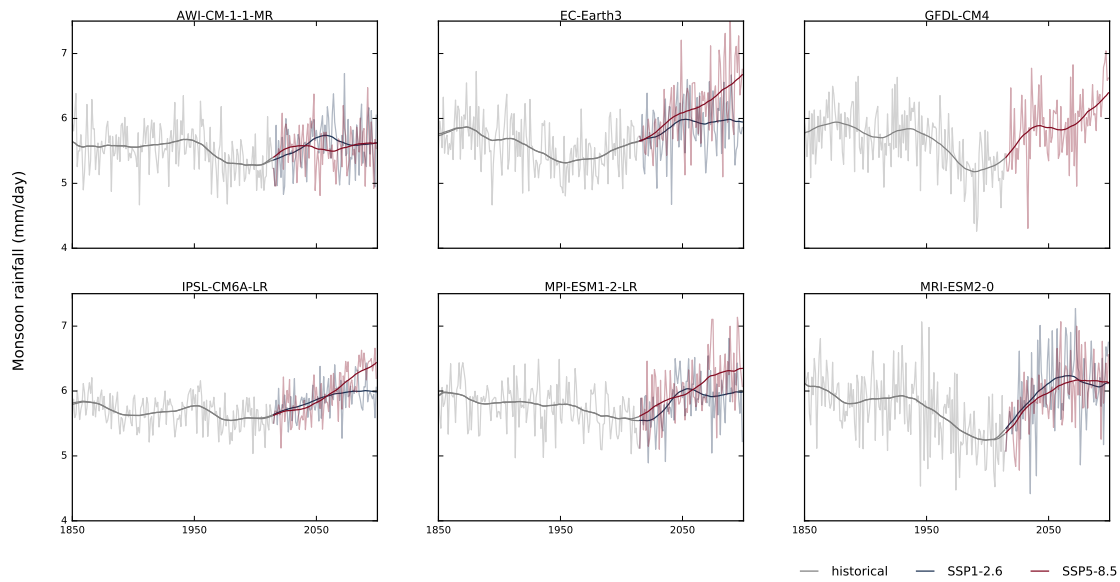 AWI-CM-1-1-MR
EC-Earth3
GFDL-CM4
7
6
5
4
Monsoon rainfall (mm/day)
IPSL-CM6A-LR
MPI-ESM1-2-LR
MRI-ESM2-0
7
6
5
4
1850 1950 2050
1850 1950 2050
1850 1950 2050
historical SSP1-2.6 SSP5-8.5